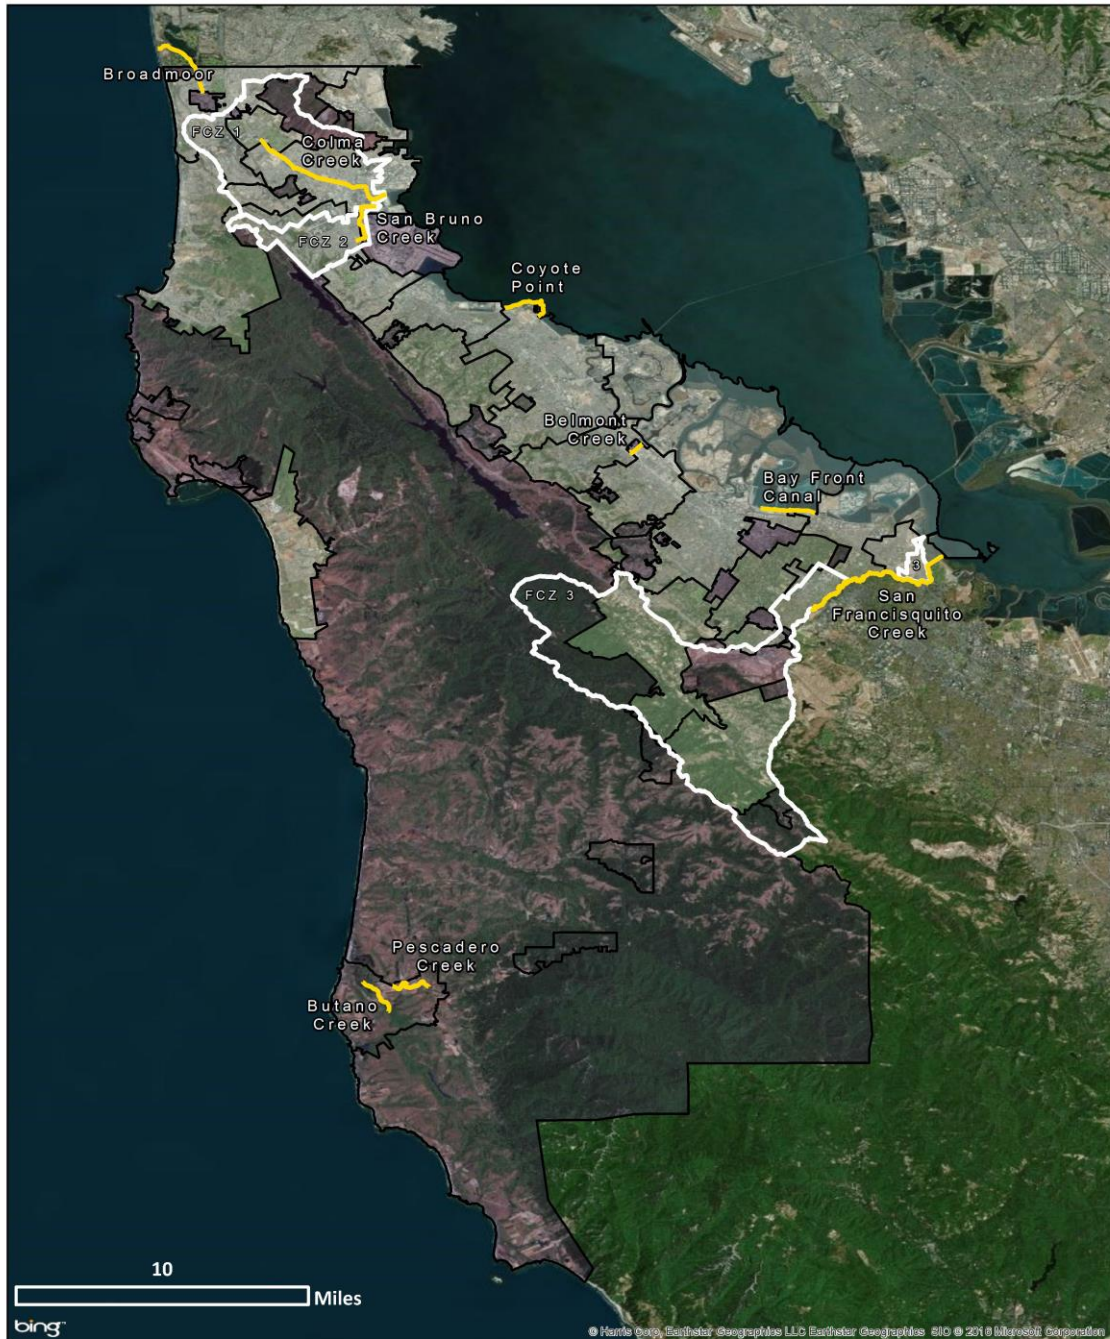 Broadmoor
FCZ 1
Colma
Creek
San Bruno
Creek
FCZ 2
Coyote
Point
Belmont
Creek
Bay Front
Canal
3
FCZ 3
San
Francisquito
Creek
Pescadero
Creek
Butano
Creek
10
Miles
bing™
© Harris Corp, Earthstar Geographics LLC Earthstar Geographics SIO © 2016 Microsoft Corporation